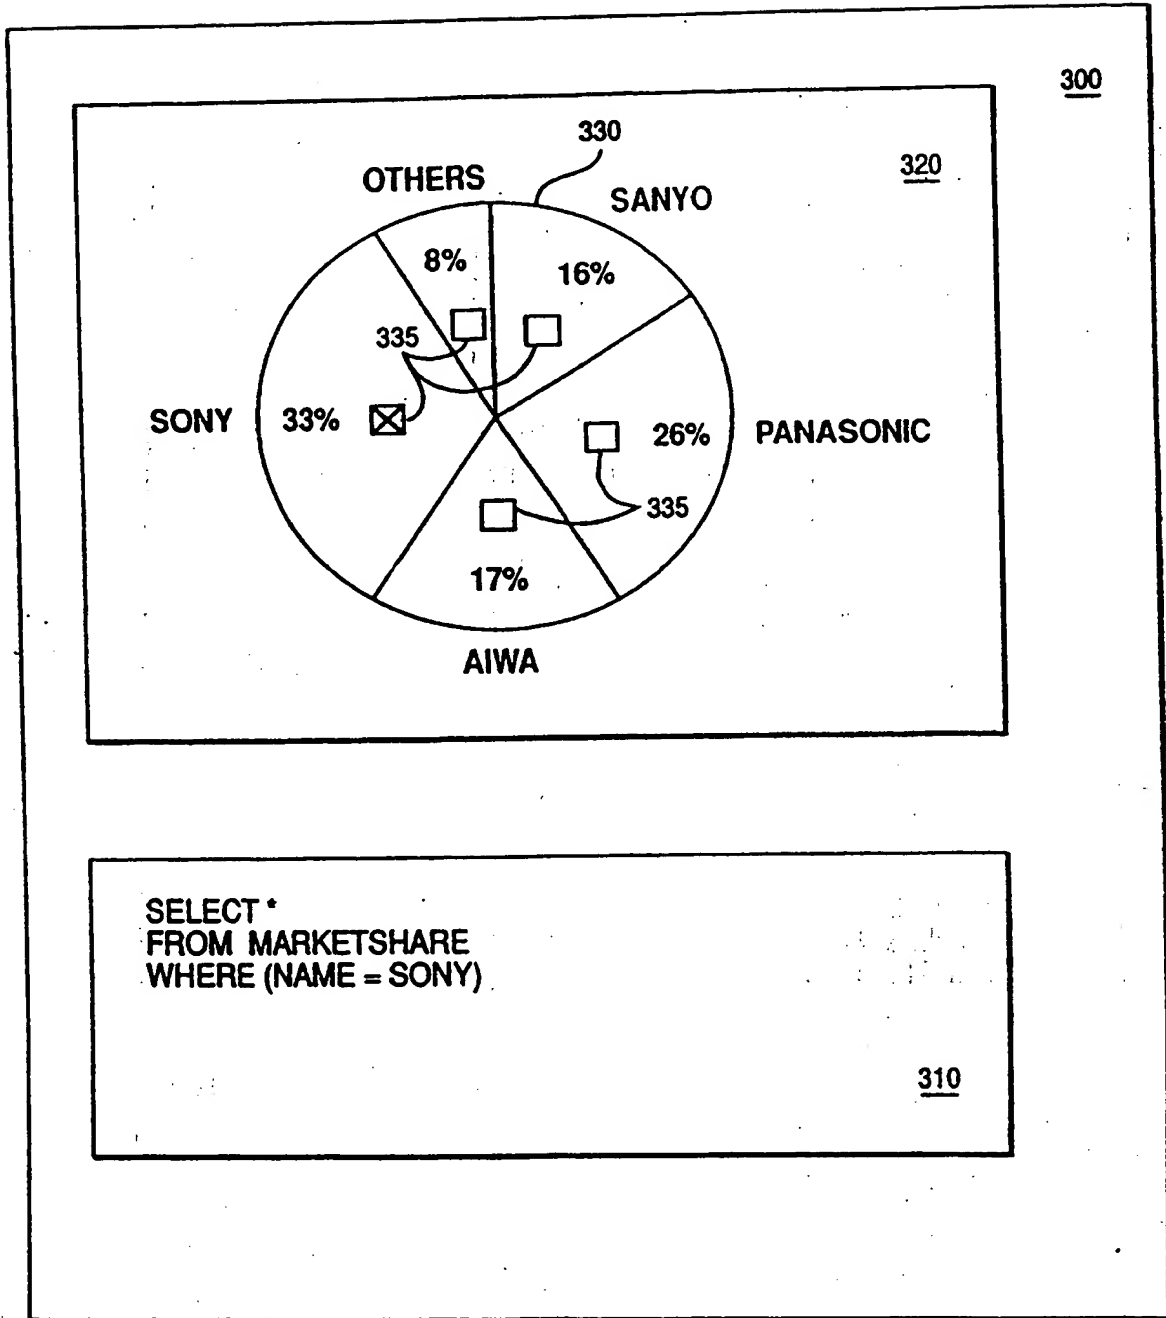 300
330
320
OTHERS
SANYO
8%
16%
335
SONY
33%
26%
PANASONIC
335
17%
AIWA
SELECT *
FROM MARKETSHARE
WHERE (NAME = SONY)
310